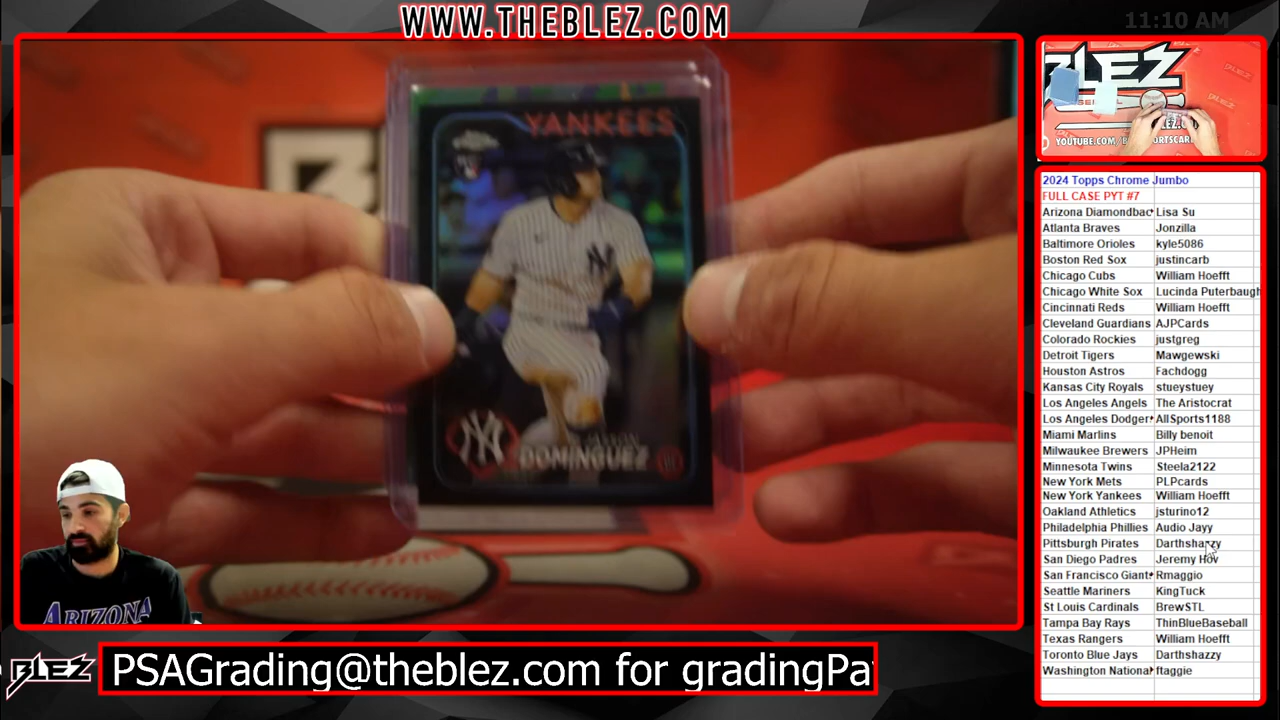 WWW.THEBLEZ.COM
11:10 AM
YANKEES
DOMINGUEZ
BLEZ
YOUTUBE.COM/
2024 Topps Chrome Jumbo
FULL CASE PYT #7
Arizona Diamondbac Lisa Su
Atlanta Braves Jonzilla
Baltimore Orioles kyle5086
Boston Red Sox justincarb
Chicago Cubs William Hoefft
Chicago White Sox Lucinda Puterbaugh
Cincinnati Reds William Hoefft
Cleveland Guardians AJPCards
Colorado Rockies justgreg
Detroit Tigers Mawgewski
Houston Astros Fachdogg
Kansas City Royals stueystuey
Los Angeles Angels The Aristocrat
Los Angeles Dodger AllSports1188
Miami Marlins Billy benoit
Milwaukee Brewers JPHeim
Minnesota Twins Steela2122
New York Mets PLPcards
New York Yankees William Hoefft
Oakland Athletics jsturino12
Philadelphia Phillies Audio Jayy
Pittsburgh Pirates Darthshazzy
San Diego Padres Jeremy Hov
San Francisco Giant Rmaggio
Seattle Mariners KingTuck
St Louis Cardinals BrewSTL
Tampa Bay Rays ThinBlueBaseball
Texas Rangers William Hoefft
Toronto Blue Jays Darthshazzy
Washington National ftaggie
ARIZONA
BLEZ
PSAGrading@theblez.com for gradingPa